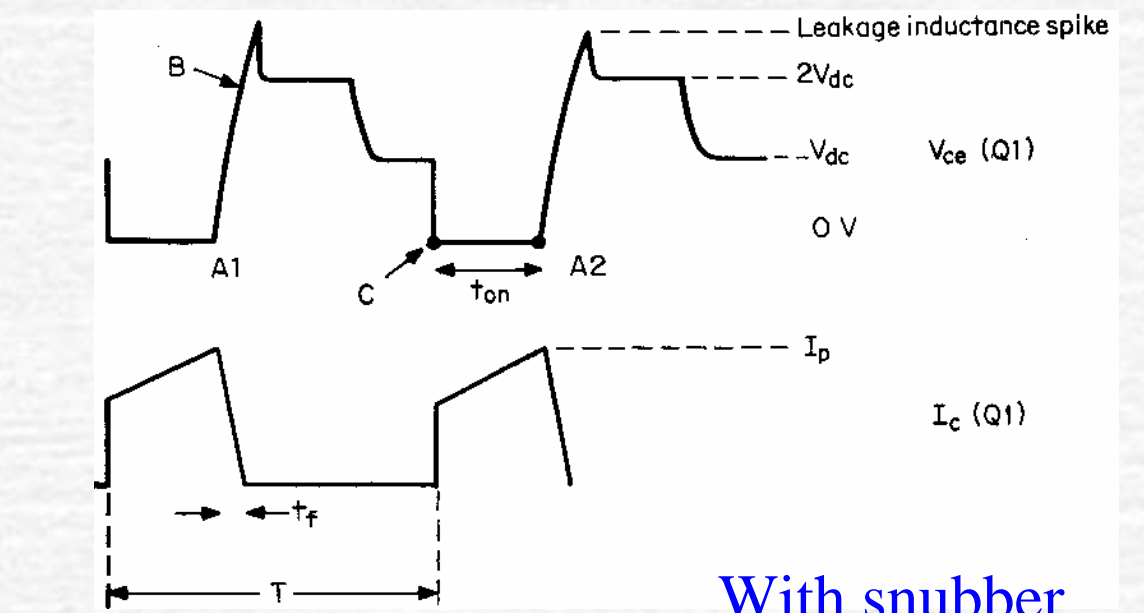 Leakage inductance spike
B
2Vdc
Vdc
Vce (Q1)
0 V
A1
C
ton
A2
Ip
Ic (Q1)
tf
T
With snubber